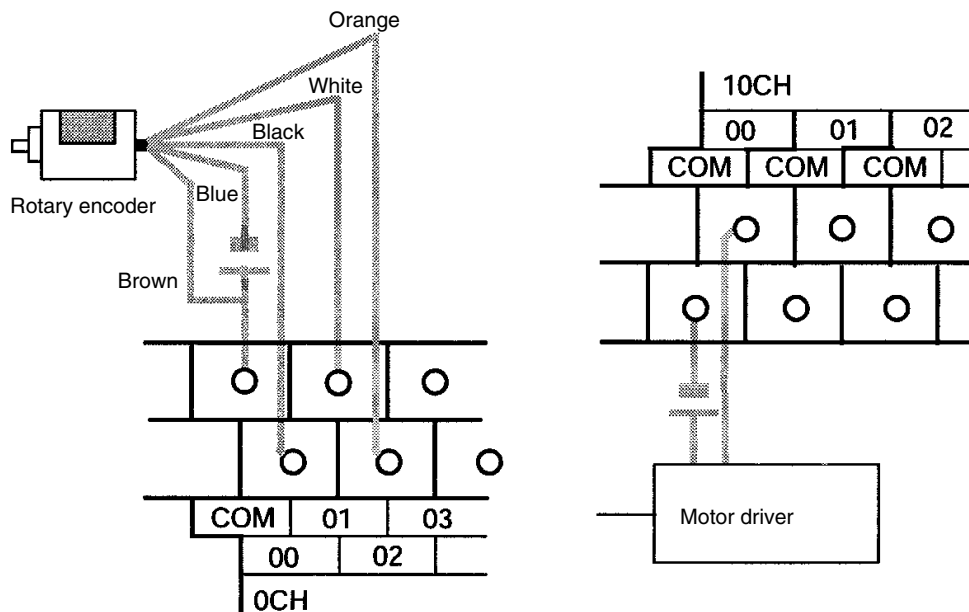 Orange
White
Black
Blue
Rotary encoder
Brown
COM 01 03
00 02
0CH
10CH
00 01 02
COM COM COM
Motor driver